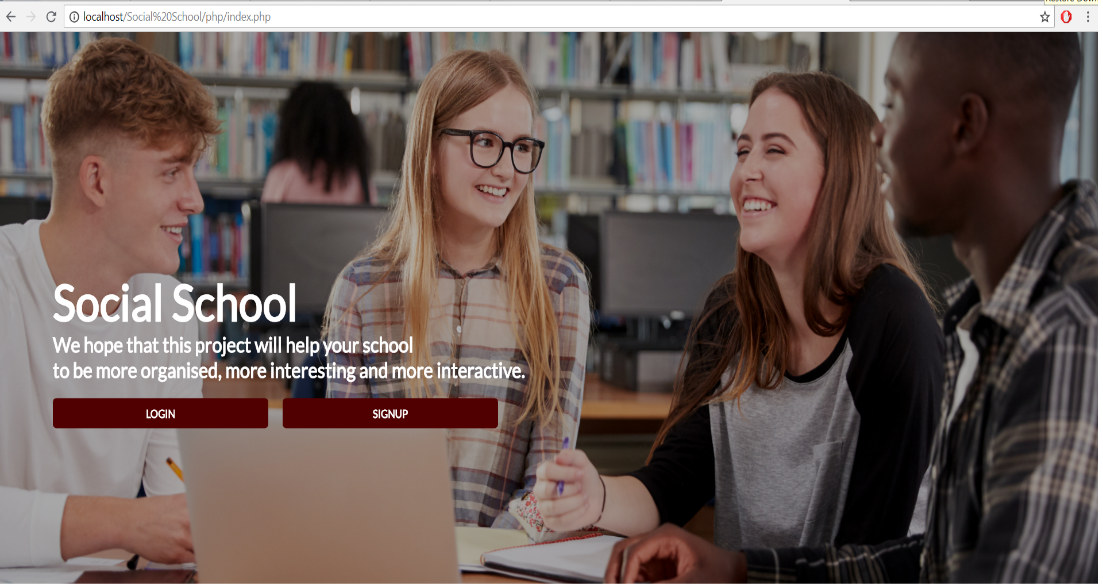 localhost/Social%20School/php/index.php
Social School
We hope that this project will help your school
to be more organised, more interesting and more interactive.
LOGIN
SIGNUP